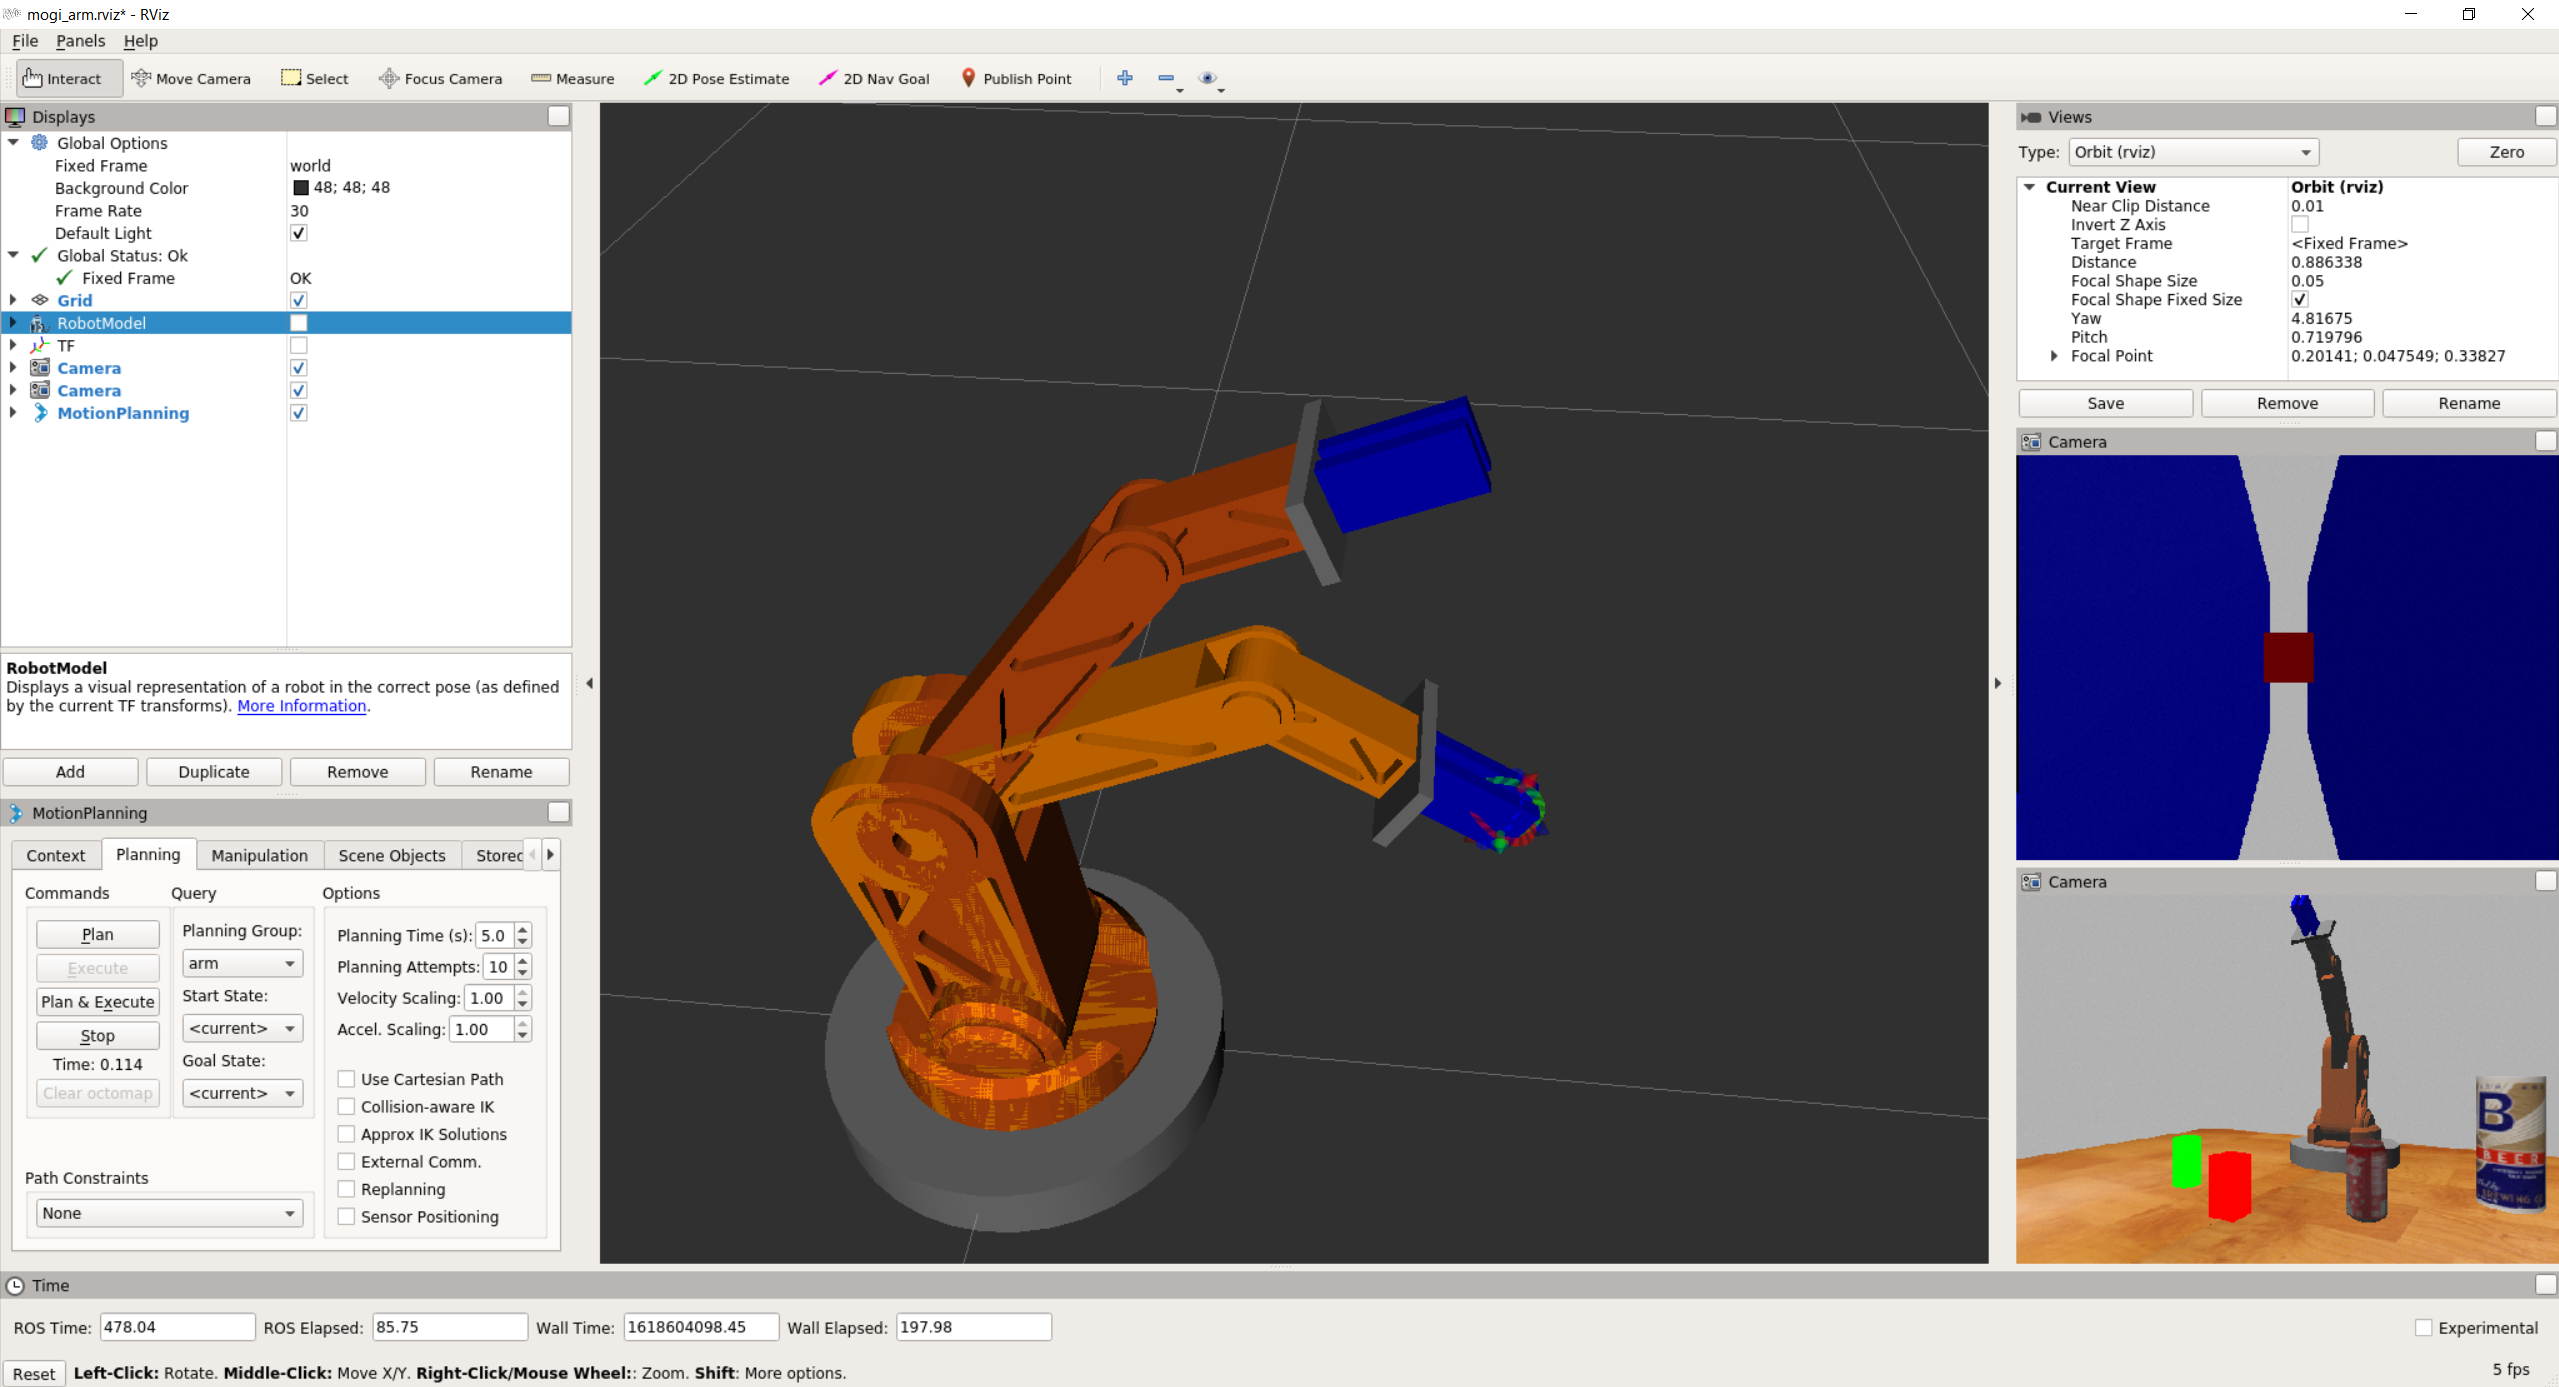 mogi_arm.rviz* - RViz
File Panels Help
Interact Move Camera Select Focus Camera Measure 2D Pose Estimate 2D Nav Goal Publish Point
Displays
Global Options
Fixed Frame world
Background Color 48; 48; 48
Frame Rate 30
Default Light
Global Status: Ok
Fixed Frame OK
Grid
RobotModel
TF
Camera
Camera
MotionPlanning
RobotModel
Displays a visual representation of a robot in the correct pose (as defined
by the current TF transforms). More Information.
Add Duplicate Remove Rename
MotionPlanning
Context Planning Manipulation Scene Objects Stored
Commands Query Options
Plan
Execute
Plan & Execute
Stop
Time: 0.114
Clear octomap
Planning Group:
arm
Start State:
<current>
Goal State:
<current>
Planning Time (s): 5.0
Planning Attempts: 10
Velocity Scaling: 1.00
Accel. Scaling: 1.00
Use Cartesian Path
Collision-aware IK
Approx IK Solutions
External Comm.
Replanning
Sensor Positioning
Path Constraints
None
Views
Type: Orbit (rviz) Zero
Current View Orbit (rviz)
Near Clip Distance 0.01
Invert Z Axis
Target Frame <Fixed Frame>
Distance 0.886338
Focal Shape Size 0.05
Focal Shape Fixed Size
Yaw 4.81675
Pitch 0.719796
Focal Point 0.20141; 0.047549; 0.33827
Save Remove Rename
Camera
Camera
B
BEER
Time
ROS Time: 478.04 ROS Elapsed: 85.75 Wall Time: 1618604098.45 Wall Elapsed: 197.98 Experimental
Reset Left-Click: Rotate. Middle-Click: Move X/Y. Right-Click/Mouse Wheel:: Zoom. Shift: More options. 5 fps